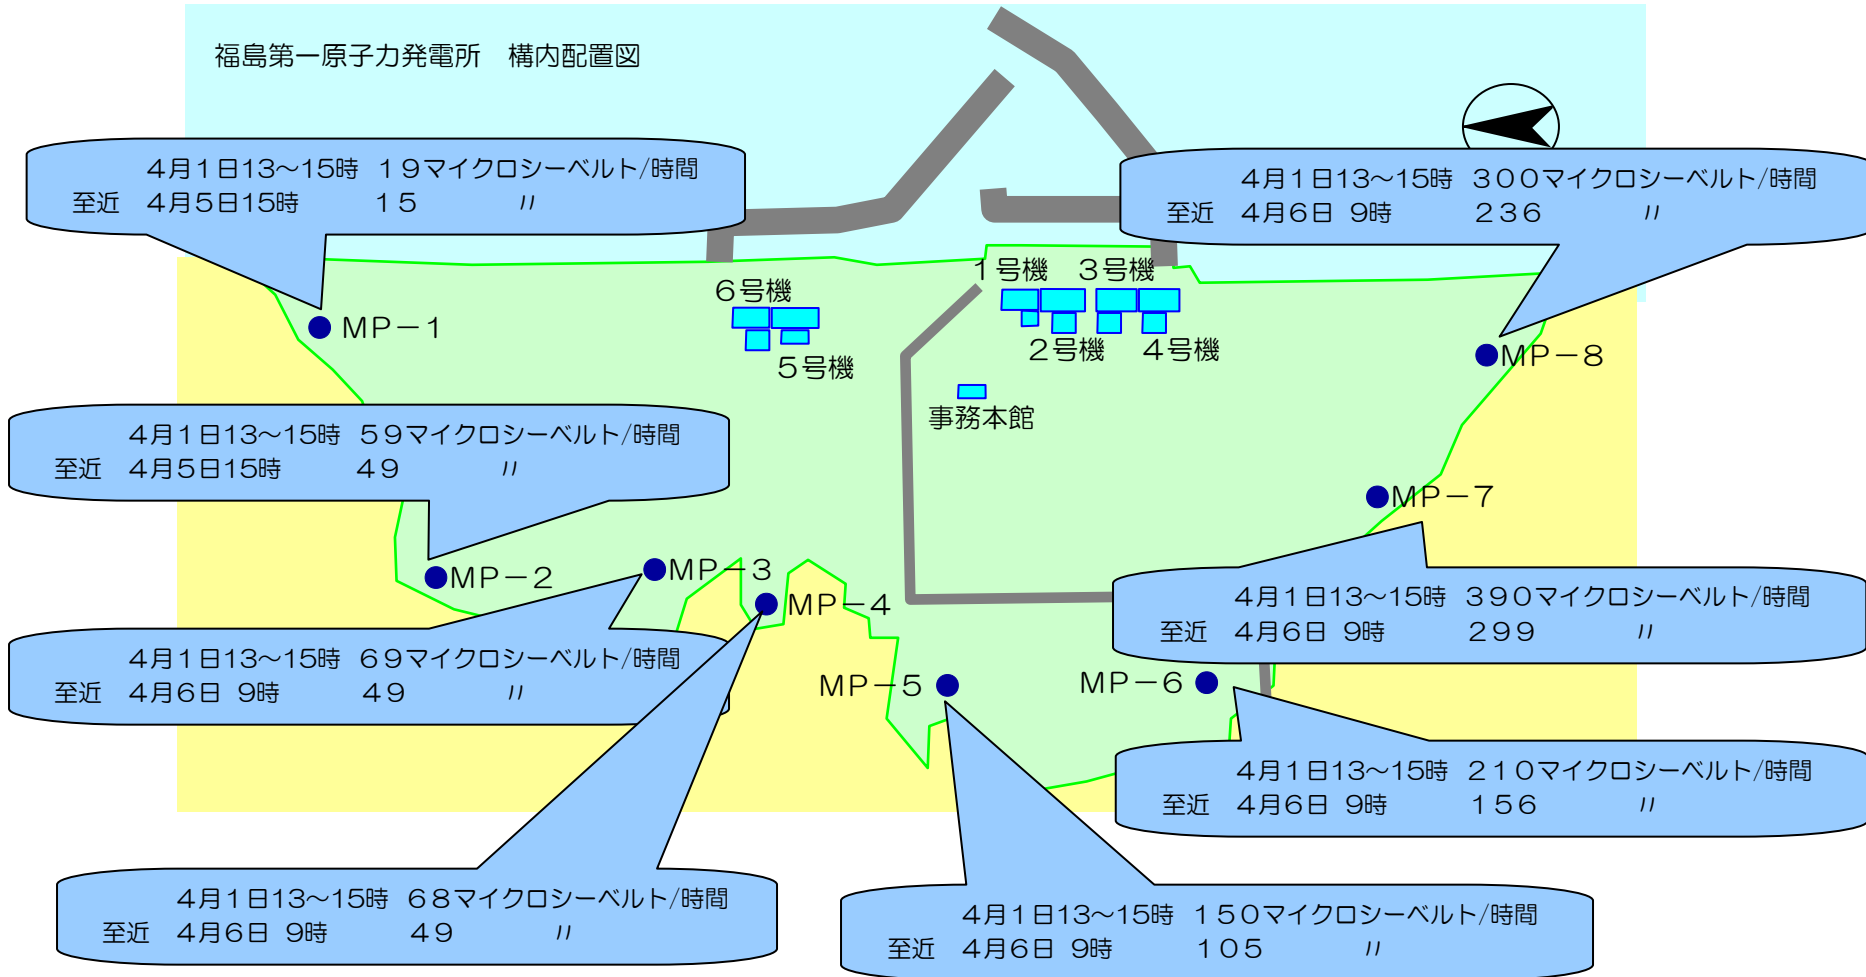 福島第一原子力発電所　構内配置図
４月１日13～15時　１９マイクロシーベルト/時間
至近　４月５日15時　１５　〃
４月１日13～15時　３００マイクロシーベルト/時間
至近　４月６日 ９時　２３６　〃
１号機　３号機
６号機
ＭＰ－１
２号機　４号機
５号機
ＭＰ－８
事務本館
４月１日13～15時　５９マイクロシーベルト/時間
至近　４月５日15時　４９　〃
ＭＰ－７
ＭＰ－２
ＭＰ－３
ＭＰ－４
４月１日13～15時　３９０マイクロシーベルト/時間
至近　４月６日 ９時　２９９　〃
４月１日13～15時　６９マイクロシーベルト/時間
至近　４月６日 ９時　４９　〃
ＭＰ－５
ＭＰ－６
４月１日13～15時　２１０マイクロシーベルト/時間
至近　４月６日 ９時　１５６　〃
４月１日13～15時　６８マイクロシーベルト/時間
至近　４月６日 ９時　４９　〃
４月１日13～15時　１５０マイクロシーベルト/時間
至近　４月６日 ９時　１０５　〃